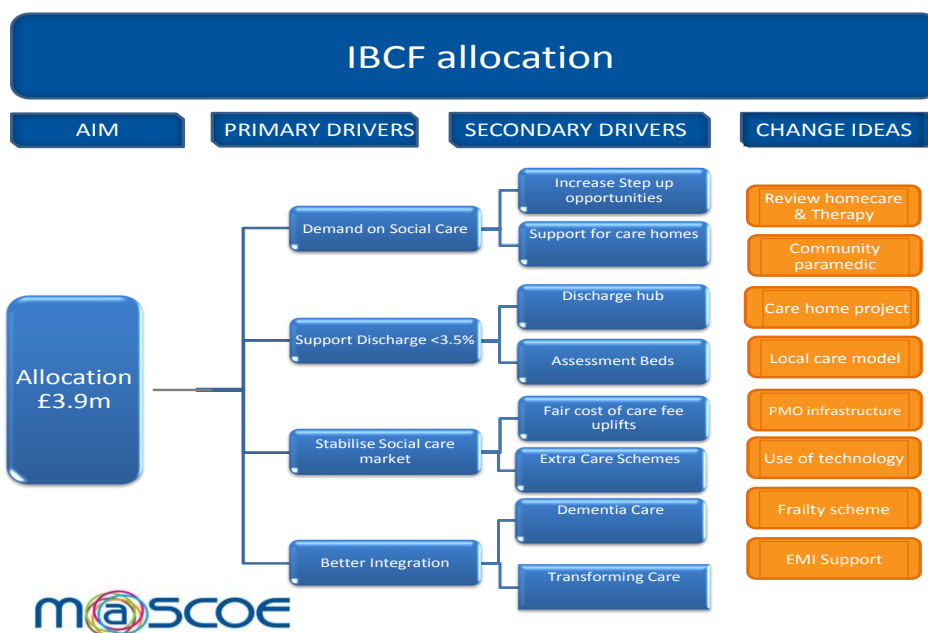 IBCF allocation
AIM
PRIMARY DRIVERS
SECONDARY DRIVERS
CHANGE IDEAS
Allocation
£3.9m
Demand on Social Care
Support Discharge <3.5%
Stabilise Social care
market
Better Integration
Increase Step up
opportunities
Support for care homes
Discharge hub
Assessment Beds
Fair cost of care fee
uplifts
Extra Care Schemes
Dementia Care
Transforming Care
Review homecare
& Therapy
Community
paramedic
Care home project
Local care model
PMO infrastructure
Use of technology
Frailty scheme
EMI Support
m@scoe